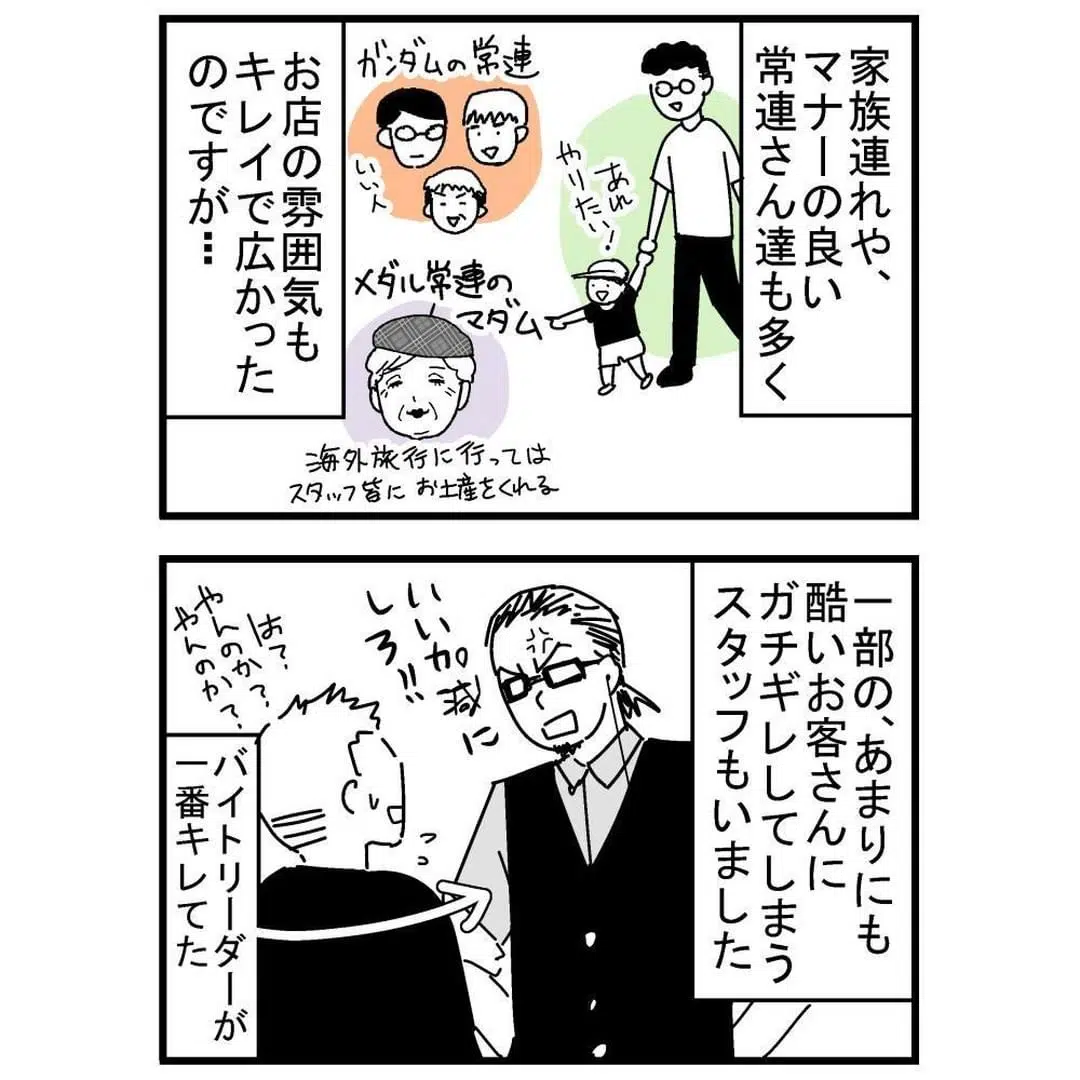 家族連れや、
マナーの良い
常連さん達も多く
あれ
やりたい!
ガンダムの常連
いい人
メダル常連の
マダム
海外旅行に行っては
スタッフ皆にお土産をくれる
お店の雰囲気も
キレイで広かった
のですが…
一部の、あまりにも
酷いお客さんに
ガチギレしてしまう
スタッフもいました
いい加減に
しろ!!
お?
やんのか?
やんのか?
バイトリーダーが
一番キレてた